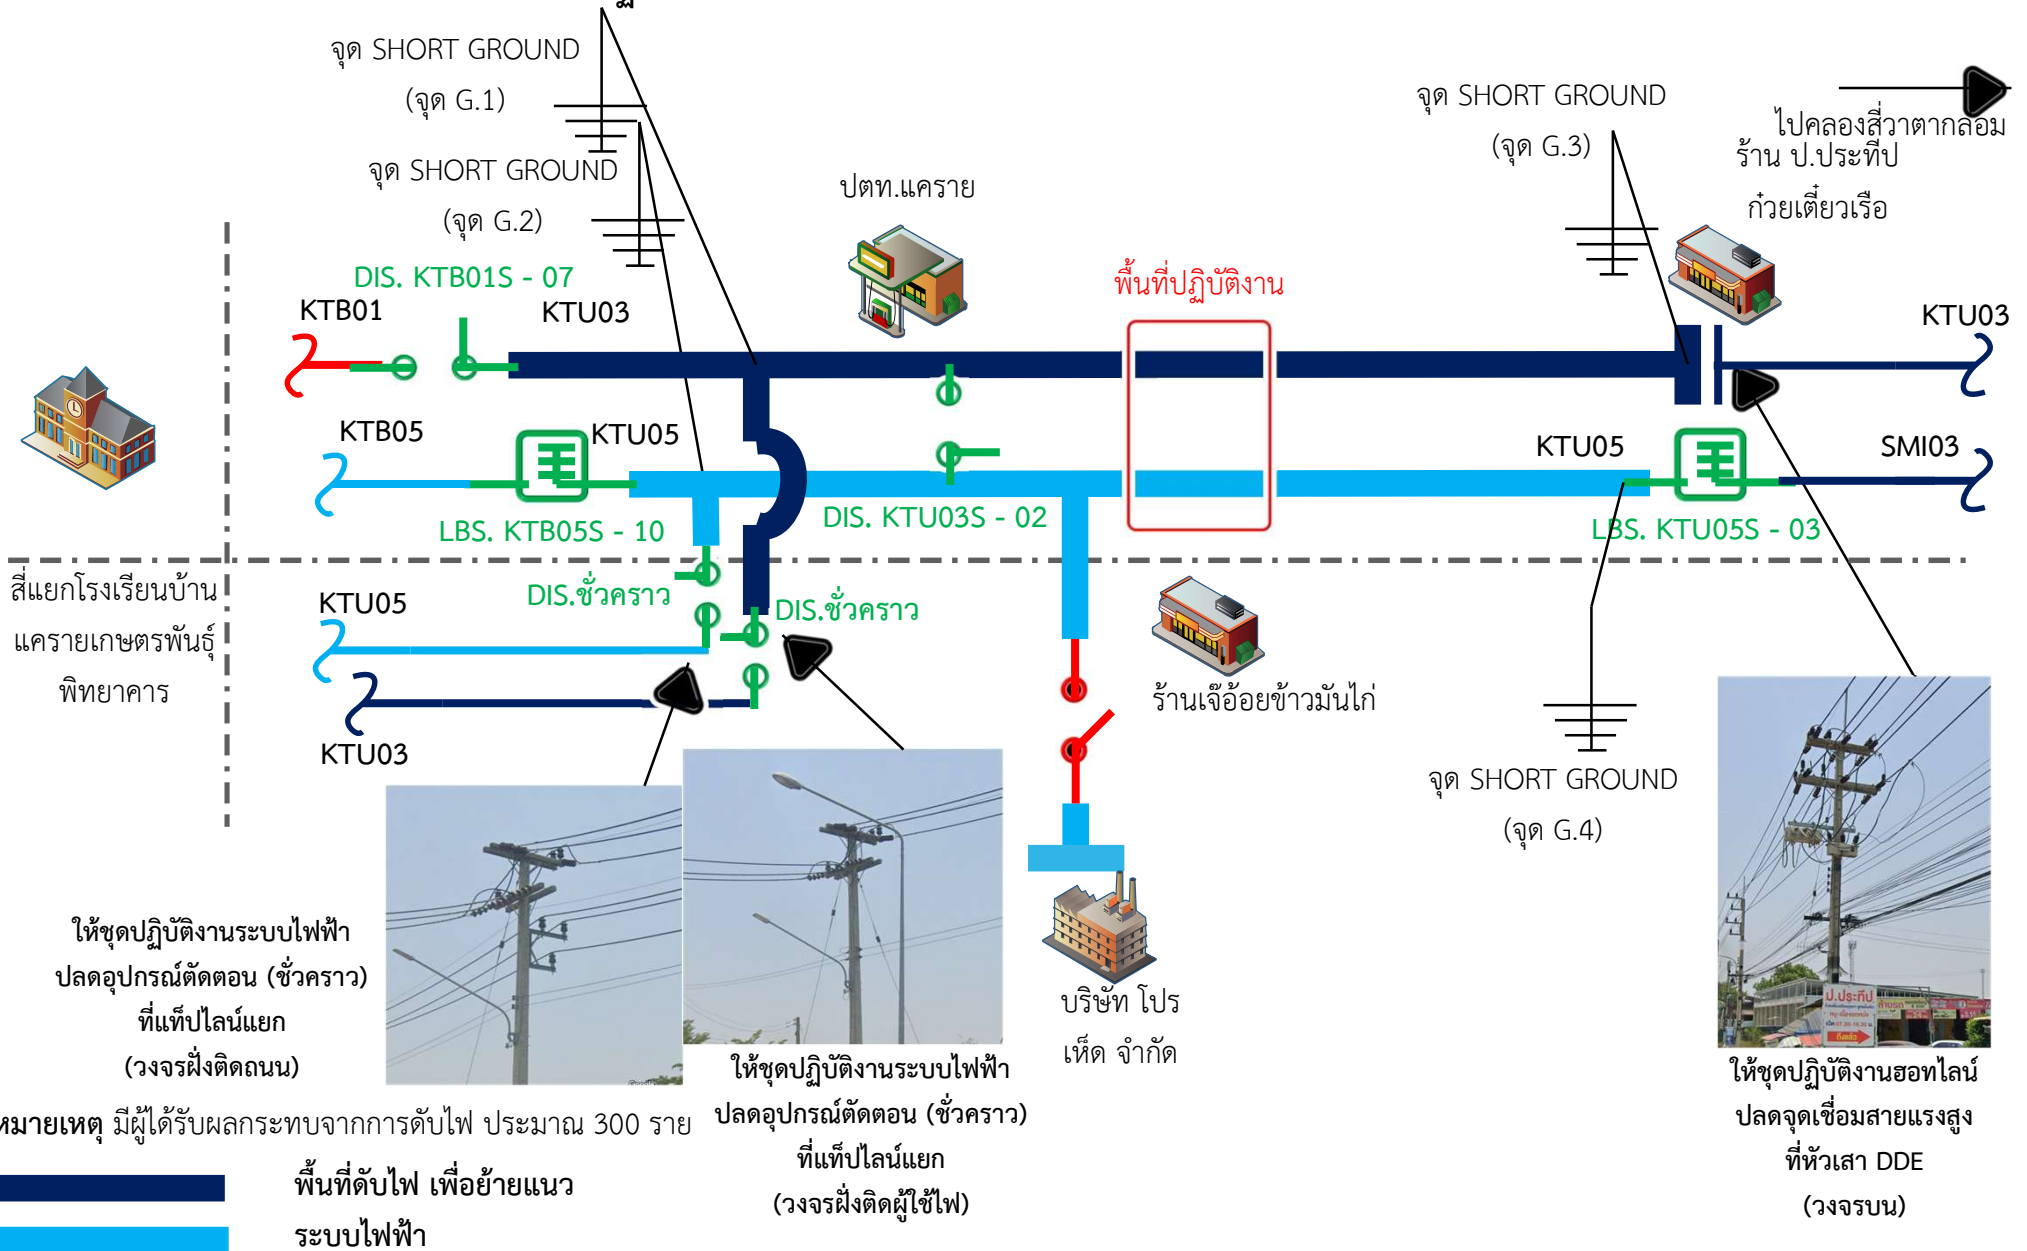 จุด SHORT GROUND
(จุด G.1)
จุด SHORT GROUND
(จุด G.2)
ปตท.แคราย
จุด SHORT GROUND
(จุด G.3)
ไปคลองสี่วาตากล่อม
ร้าน ป.ประทีป
ก๋วยเตี๋ยวเรือ
DIS. KTB01S - 07
KTB01
KTU03
พื้นที่ปฏิบัติงาน
KTU03
KTB05
KTU05
KTU05
SMI03
LBS. KTB05S - 10
DIS. KTU03S - 02
LBS. KTU05S - 03
สี่แยกโรงเรียนบ้าน
แครายเกษตรพันธุ์
พิทยาคาร
KTU05
DIS.ชั่วคราว
DIS.ชั่วคราว
KTU03
ร้านเจ๊อ้อยข้าวมันไก่
จุด SHORT GROUND
(จุด G.4)
ให้ชุดปฏิบัติงานระบบไฟฟ้า
ปลดอุปกรณ์ตัดตอน (ชั่วคราว)
ที่แท็ปไลน์แยก
(วงจรฝั่งติดถนน)
บริษัท โปร
เห็ด จำกัด
ป.ประทีป
ล้างรถ
ให้ชุดปฏิบัติงานระบบไฟฟ้า
ปลดอุปกรณ์ตัดตอน (ชั่วคราว)
ที่แท็ปไลน์แยก
(วงจรฝั่งติดผู้ใช้ไฟ)
ให้ชุดปฏิบัติงานฮอทไลน์
ปลดจุดเชื่อมสายแรงสูง
ที่หัวเสา DDE
(วงจรบน)
หมายเหตุ มีผู้ได้รับผลกระทบจากการดับไฟ ประมาณ 300 ราย
พื้นที่ดับไฟ เพื่อย้ายแนว
ระบบไฟฟ้า